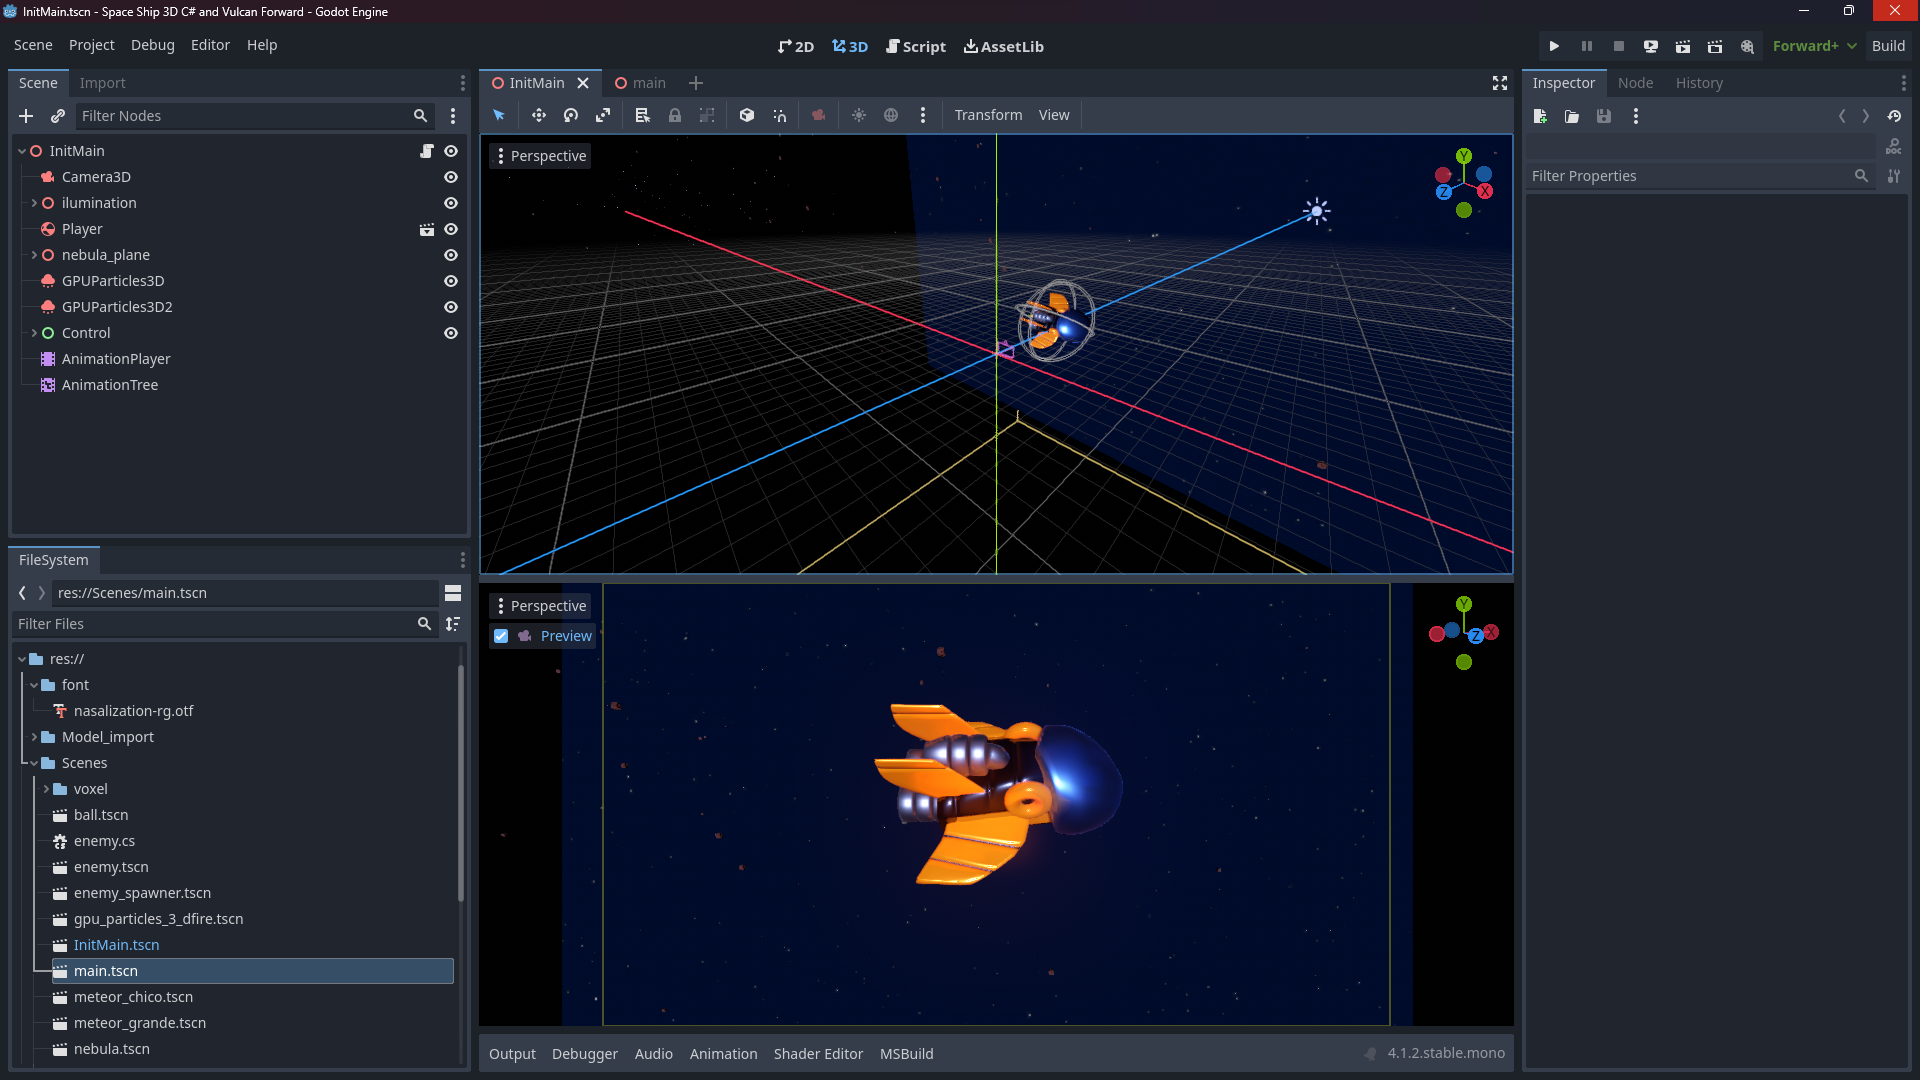 InitMain.tscn - Space Ship 3D C# and Vulcan Forward - Godot Engine
Scene Project Debug Editor Help
2D 3D Script AssetLib
Forward+ Build
Scene Import
Filter Nodes
InitMain
Camera3D
ilumination
Player
nebula_plane
GPUParticles3D
GPUParticles3D2
Control
AnimationPlayer
AnimationTree
FileSystem
res://Scenes/main.tscn
Filter Files
res://
font
nasalization-rg.otf
Model_import
Scenes
voxel
ball.tscn
enemy.cs
enemy.tscn
enemy_spawner.tscn
gpu_particles_3_dfire.tscn
InitMain.tscn
main.tscn
meteor_chico.tscn
meteor_grande.tscn
nebula.tscn
InitMain main
Transform View
Perspective
Y
Z X
Perspective
Preview
Y
Z X
Output Debugger Audio Animation Shader Editor MSBuild
4.1.2.stable.mono
Inspector Node History
DOC
Filter Properties